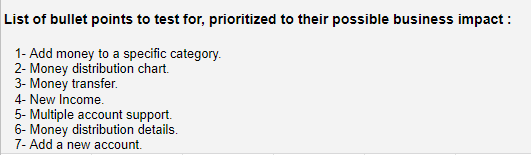 List of bullet points to test for, prioritized to their possible business impact :
1- Add money to a specific category.
2- Money distribution chart.
3- Money transfer.
4- New Income.
5- Multiple account support.
6- Money distribution details.
7- Add a new account.